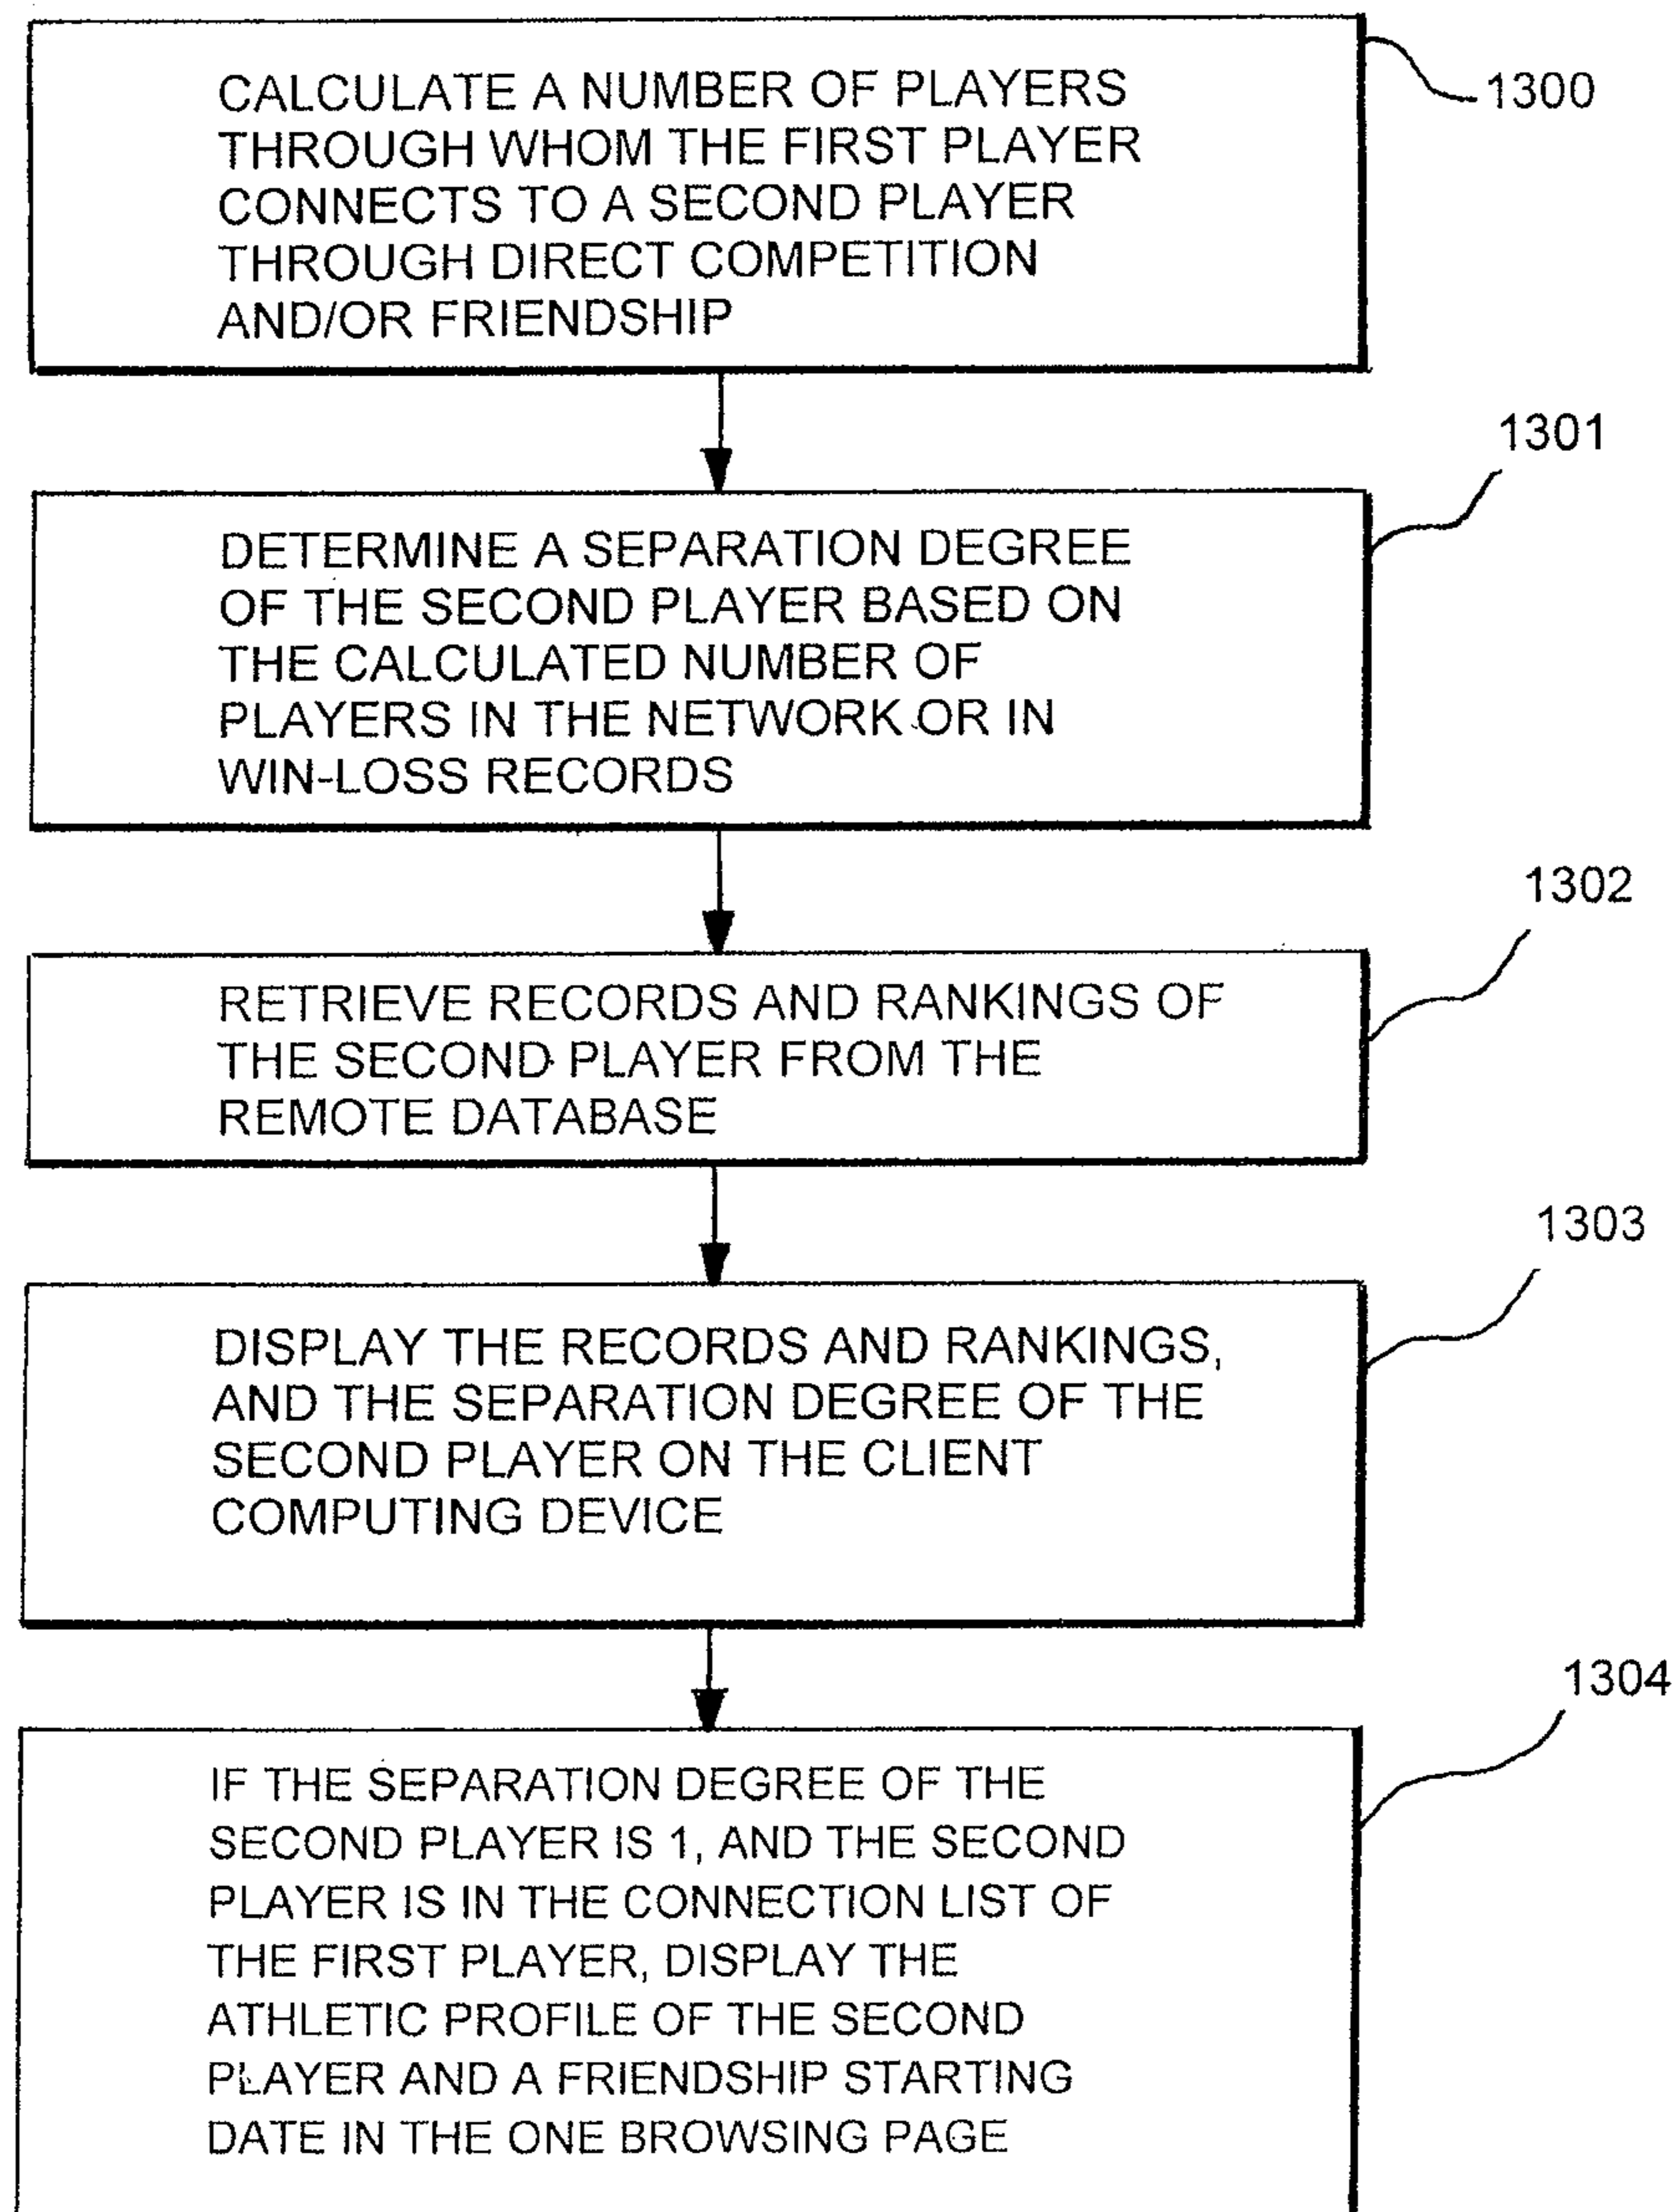 CALCULATE A NUMBER OF PLAYERS
THROUGH WHOM THE FIRST PLAYER
CONNECTS TO A SECOND PLAYER
THROUGH DIRECT COMPETITION
AND/OR FRIENDSHIP
1300
1301
DETERMINE A SEPARATION DEGREE
OF THE SECOND PLAYER BASED ON
THE CALCULATED NUMBER OF
PLAYERS IN THE NETWORK OR IN
WIN-LOSS RECORDS
1302
RETRIEVE RECORDS AND RANKINGS OF
THE SECOND PLAYER FROM THE
REMOTE DATABASE
1303
DISPLAY THE RECORDS AND RANKINGS,
AND THE SEPARATION DEGREE OF THE
SECOND PLAYER ON THE CLIENT
COMPUTING DEVICE
1304
IF THE SEPARATION DEGREE OF THE
SECOND PLAYER IS 1, AND THE SECOND
PLAYER IS IN THE CONNECTION LIST OF
THE FIRST PLAYER, DISPLAY THE
ATHLETIC PROFILE OF THE SECOND
PLAYER AND A FRIENDSHIP STARTING
DATE IN THE ONE BROWSING PAGE